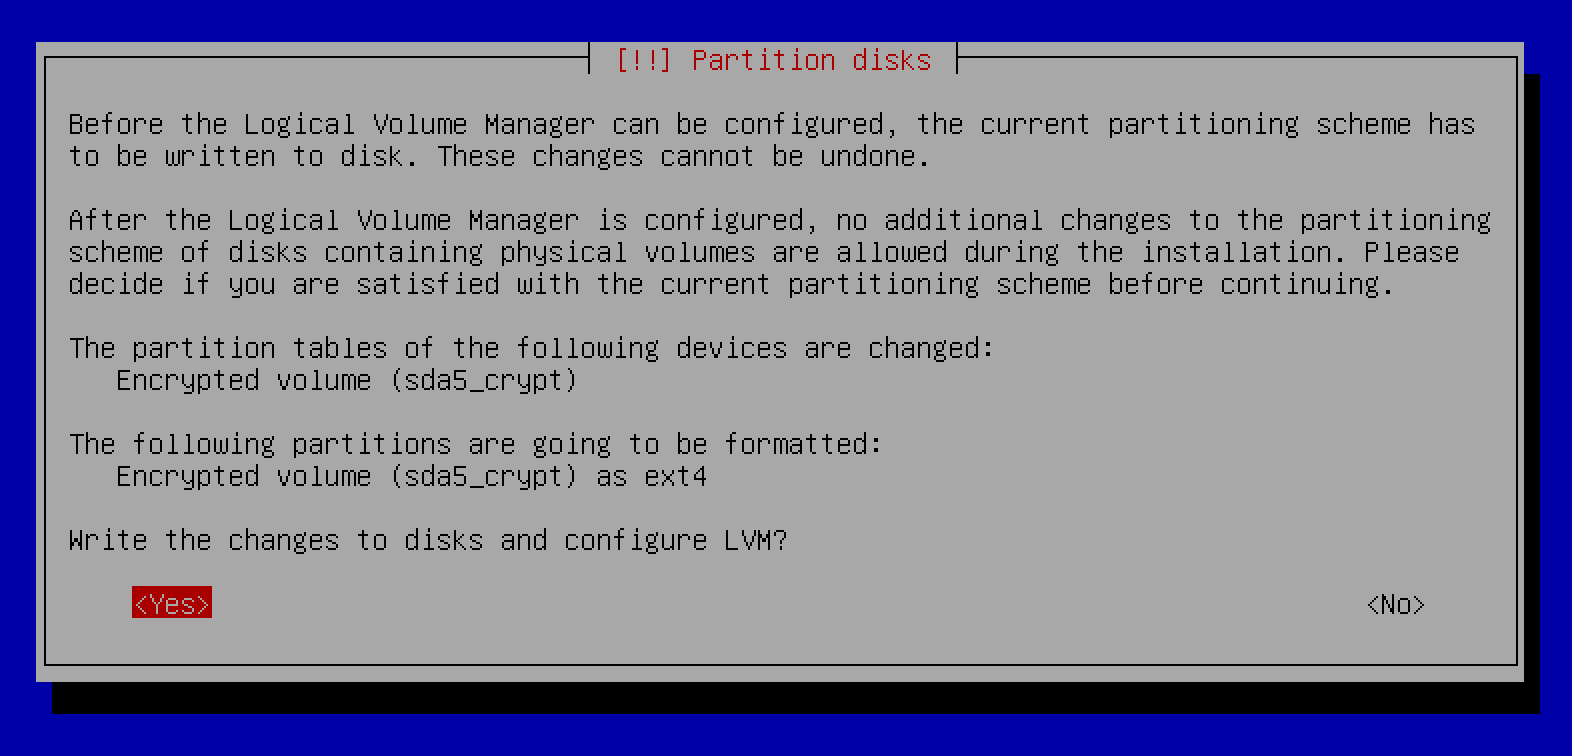 [!!] Partition disks
Before the Logical Volume Manager can be configured, the current partitioning scheme has
to be written to disk. These changes cannot be undone.
After the Logical Volume Manager is configured, no additional changes to the partitioning
scheme of disks containing physical volumes are allowed during the installation. Please
decide if you are satisfied with the current partitioning scheme before continuing.
The partition tables of the following devices are changed:
Encrypted volume (sda5_crypt)
The following partitions are going to be formatted:
Encrypted volume (sda5_crypt) as ext4
Write the changes to disks and configure LVM?
<Yes> <No>